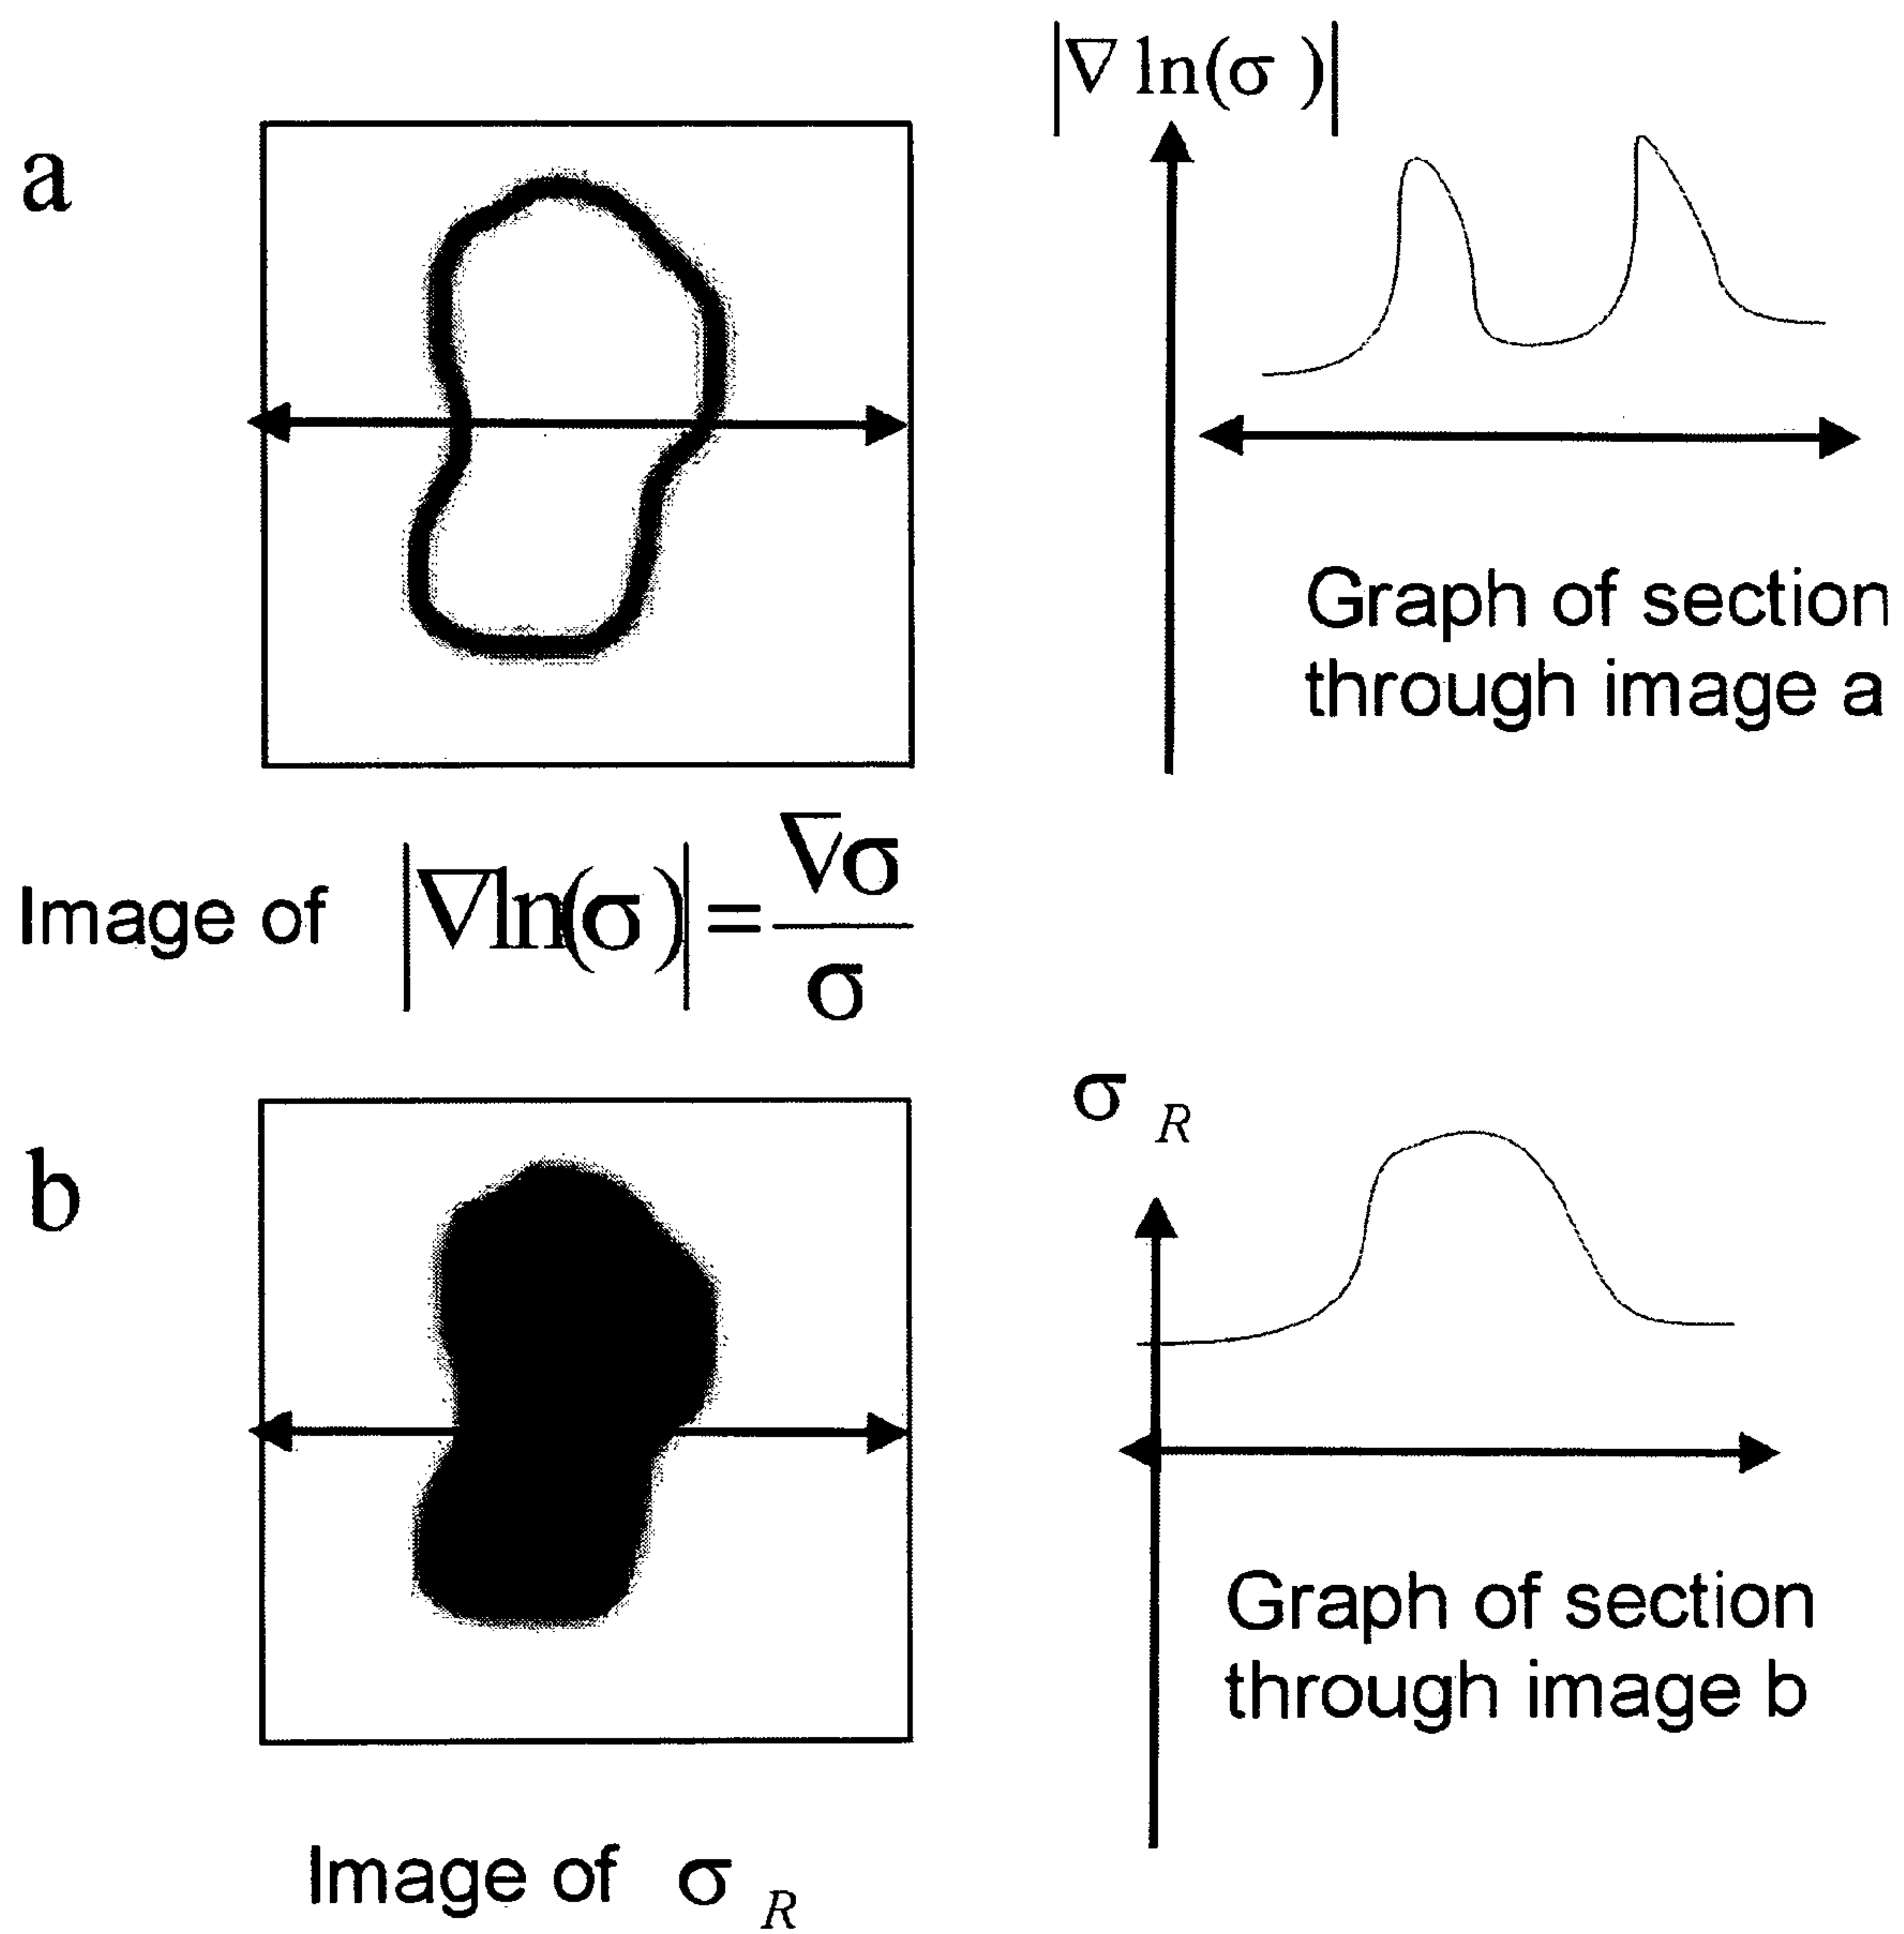 |∇ ln(σ )|
a
Graph of section
through image a
Image of |∇ln(σ )| = ∇σ / σ
σ R
b
Graph of section
through image b
Image of σ R